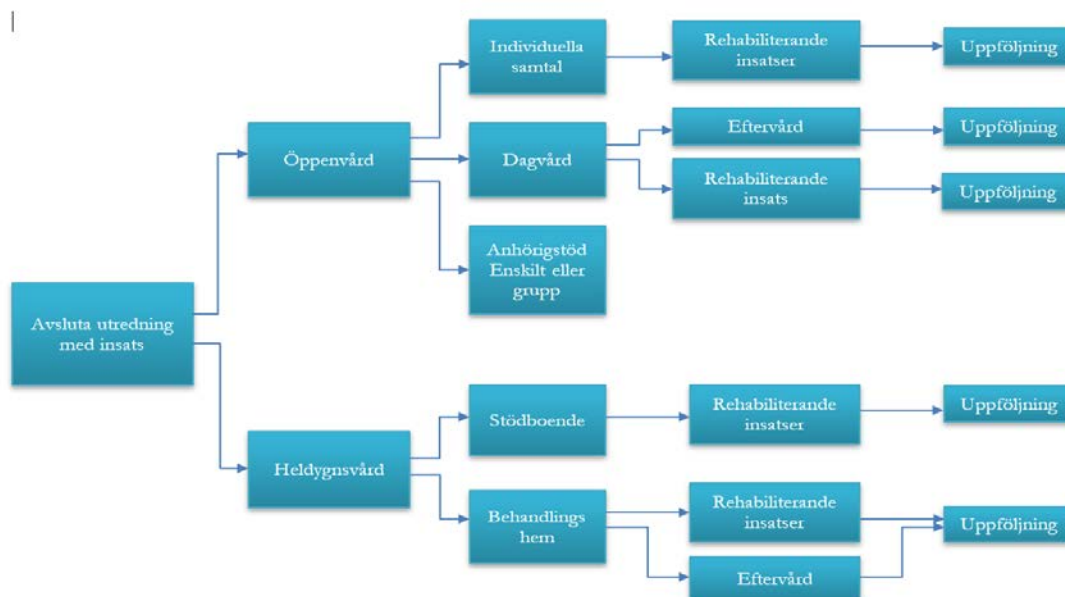 Avsluta utredning
med insats
Öppenvård
Individuella
samtal
Rehabiliterande
insatser
Uppföljning
Dagvård
Eftervård
Uppföljning
Rehabiliterande
insats
Uppföljning
Anhörigstöd
Enskilt eller
grupp
Heldygnsvård
Stödboende
Rehabiliterande
insatser
Uppföljning
Behandlings
hem
Rehabiliterande
insatser
Eftervård
Uppföljning